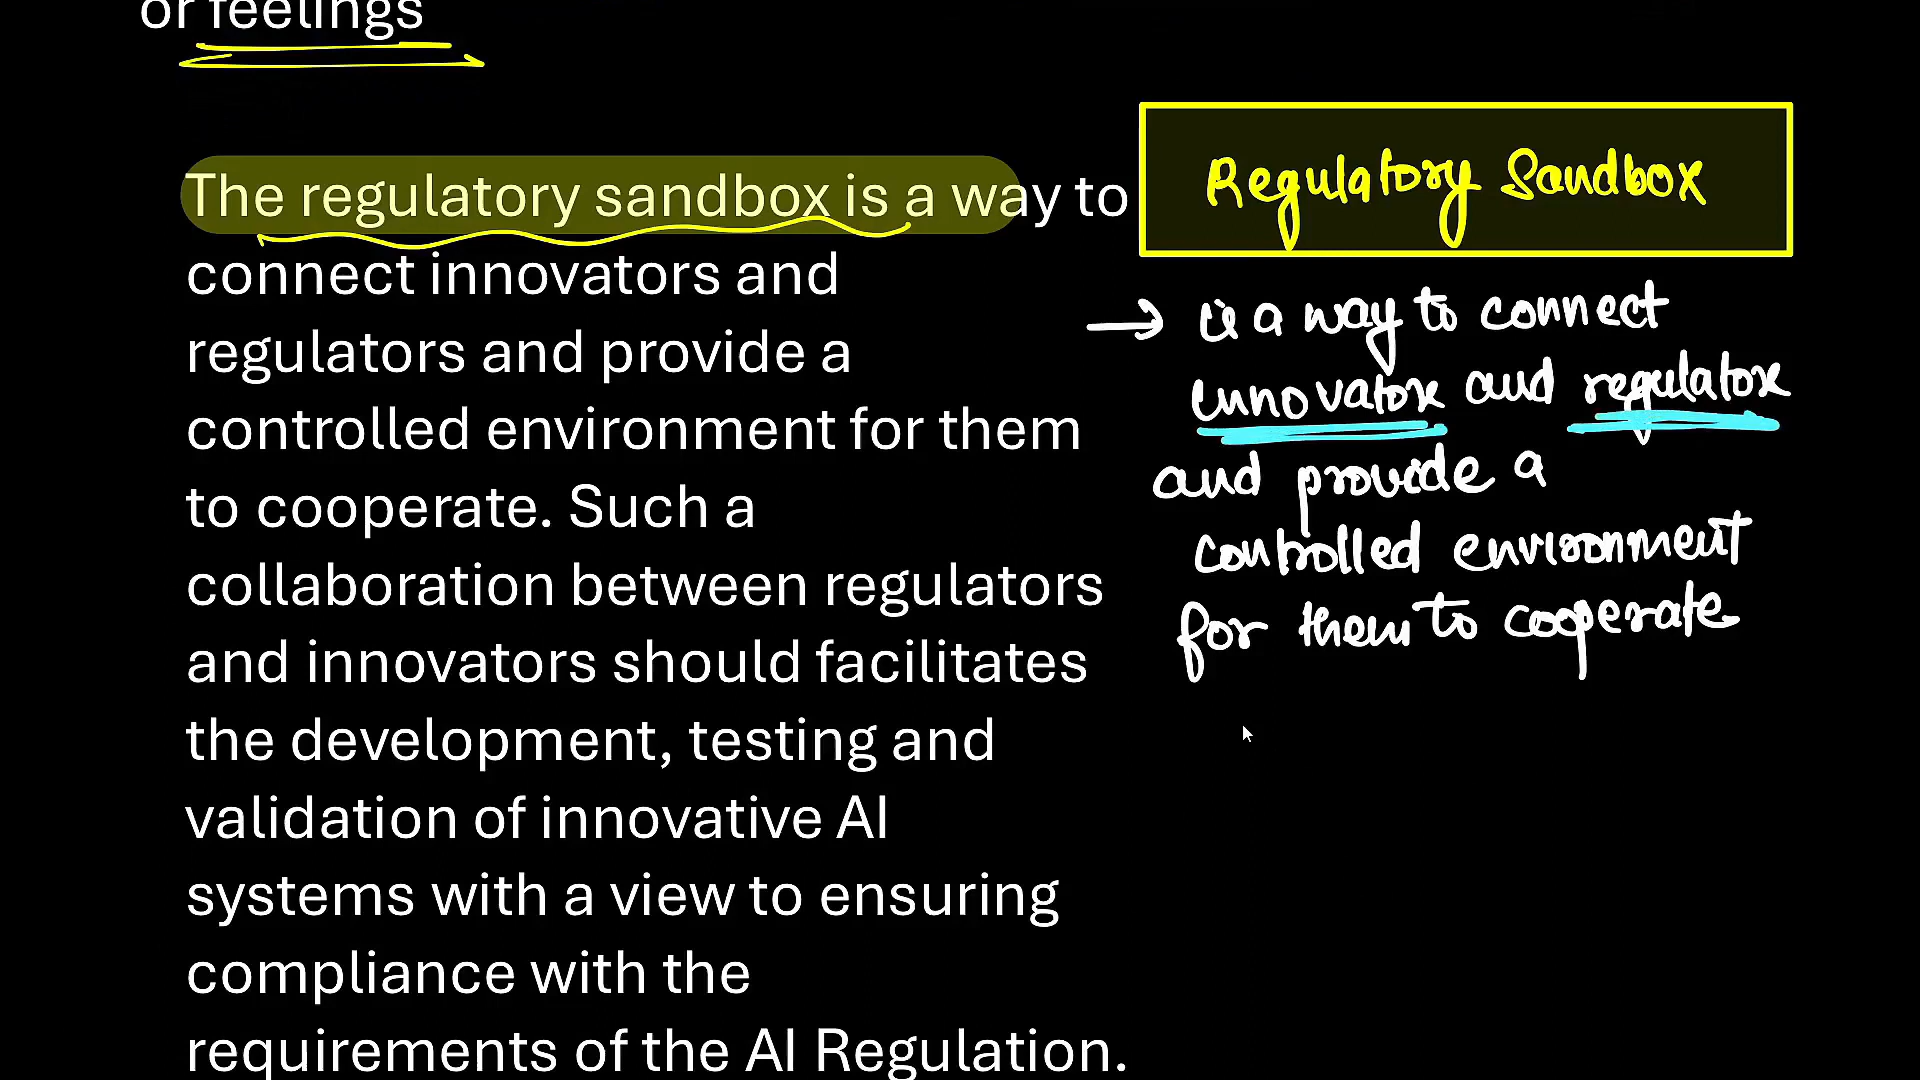 or feelings
The regulatory sandbox is a way to
connect innovators and
regulators and provide a
controlled environment for them
to cooperate. Such a
collaboration between regulators
and innovators should facilitates
the development, testing and
validation of innovative AI
systems with a view to ensuring
compliance with the
requirements of the AI Regulation.
Regulatory Sandbox
→ is a way to connect
innovator and regulator
and provide a
controlled environment
for them to cooperate